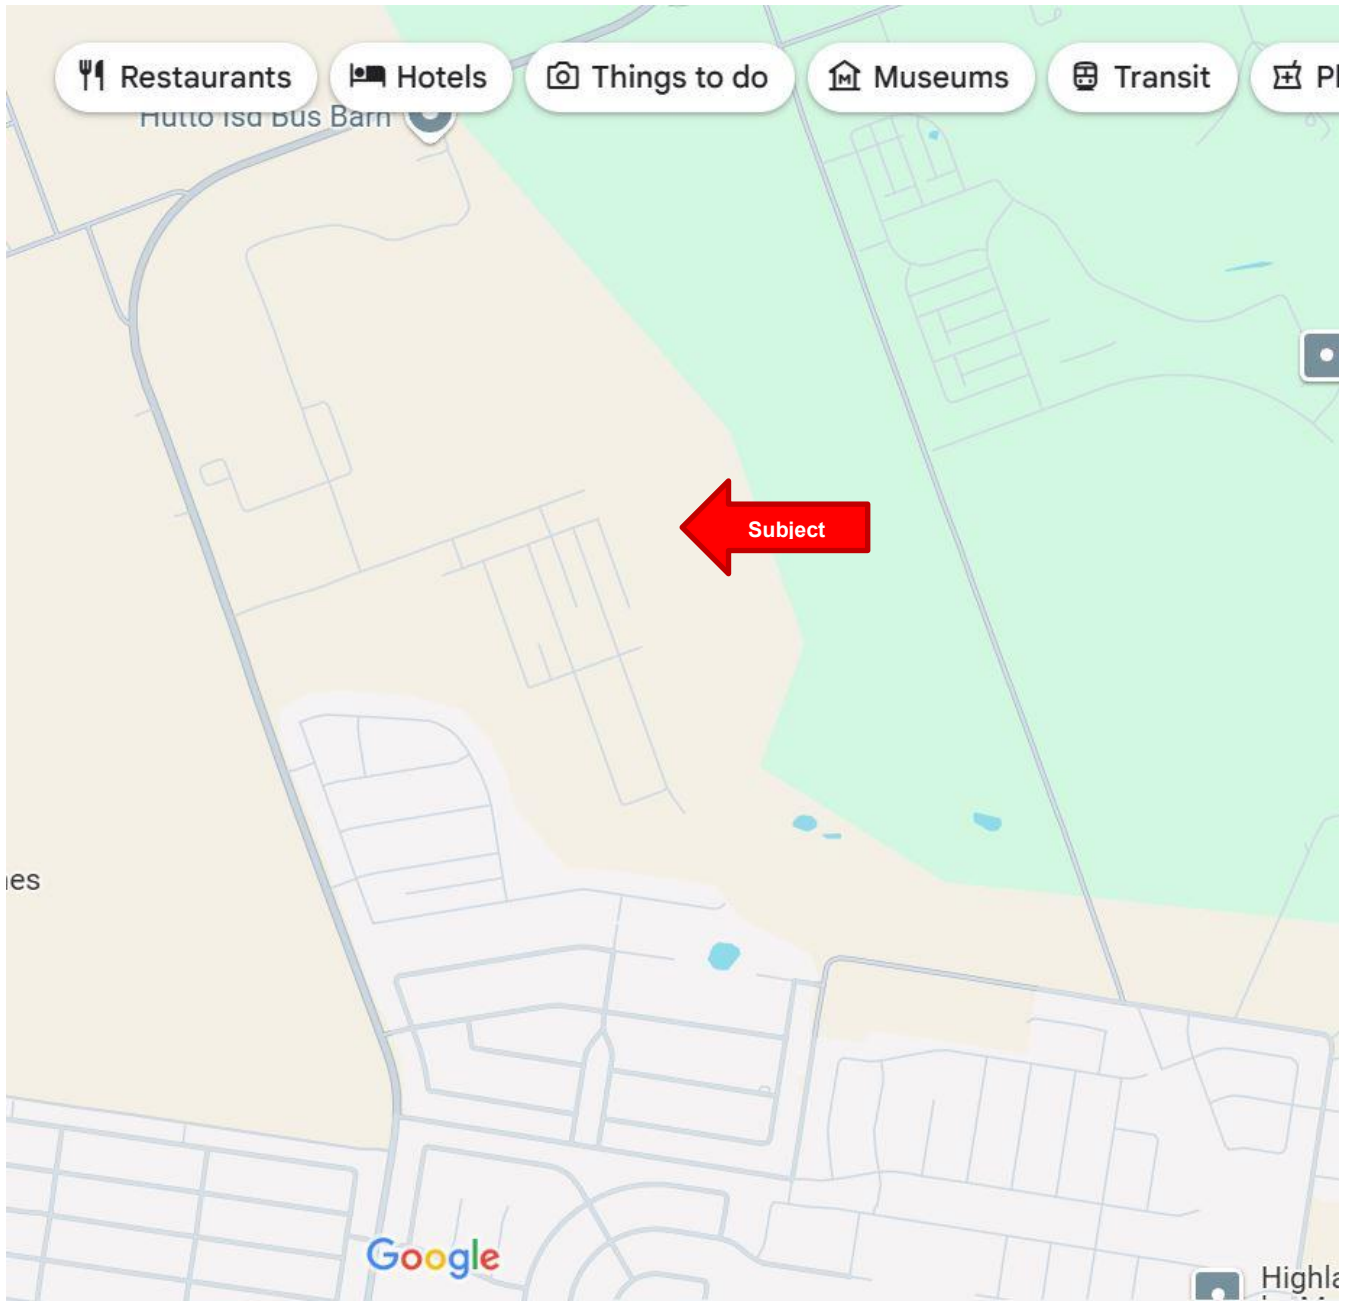 Restaurants
Hotels
Things to do
Museums
Transit
Hutto Isd Bus Barn
Subject
Google